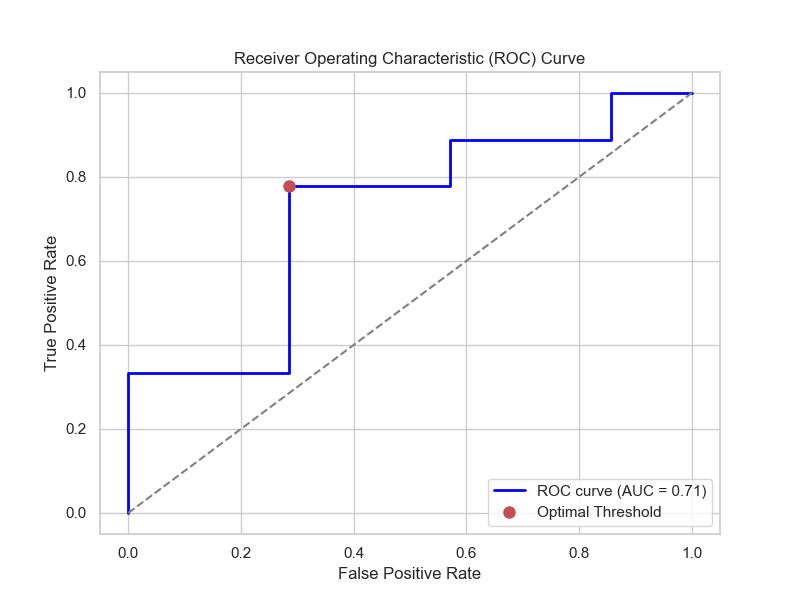 Receiver Operating Characteristic (ROC) Curve
1.0
0.8
0.6
0.4
0.2
0.0
True Positive Rate
0.0 0.2 0.4 0.6 0.8 1.0
False Positive Rate
ROC curve (AUC = 0.71)
Optimal Threshold